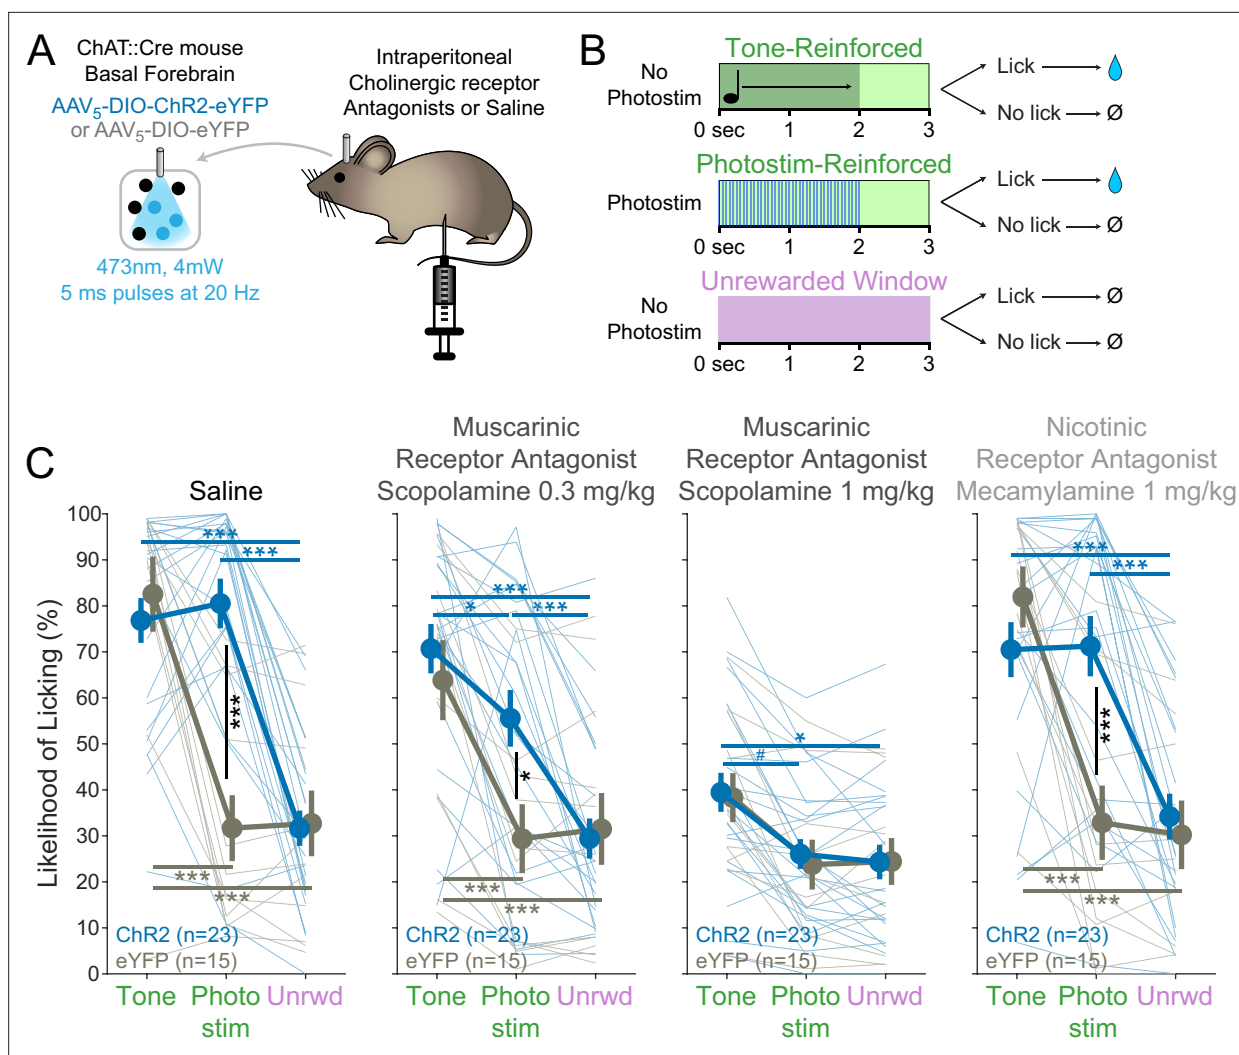 A
ChAT::Cre mouse
Basal Forebrain
AAV5-DIO-ChR2-eYFP
or AAV5-DIO-eYFP
473nm, 4mW
5 ms pulses at 20 Hz
Intraperitoneal
Cholinergic receptor
Antagonists or Saline
B
Tone-Reinforced
No
Photostim
0 sec 1 2 3
Lick
No lick Ø
Photostim-Reinforced
Photostim
0 sec 1 2 3
Lick
No lick Ø
Unrewarded Window
No
Photostim
0 sec 1 2 3
Lick Ø
No lick Ø
C
Saline
Muscarinic
Receptor Antagonist
Scopolamine 0.3 mg/kg
Muscarinic
Receptor Antagonist
Scopolamine 1 mg/kg
Nicotinic
Receptor Antagonist
Mecamylamine 1 mg/kg
Likelihood of Licking (%)
100
90
80
70
60
50
40
30
20
10
0
***
***
***
***
***
ChR2 (n=23)
eYFP (n=15)
Tone Photo Unrwd
stim
***
* ***
*
***
***
ChR2 (n=23)
eYFP (n=15)
Tone Photo Unrwd
stim
*
#
ChR2 (n=23)
eYFP (n=15)
Tone Photo Unrwd
stim
***
***
***
***
***
ChR2 (n=23)
eYFP (n=15)
Tone Photo Unrwd
stim